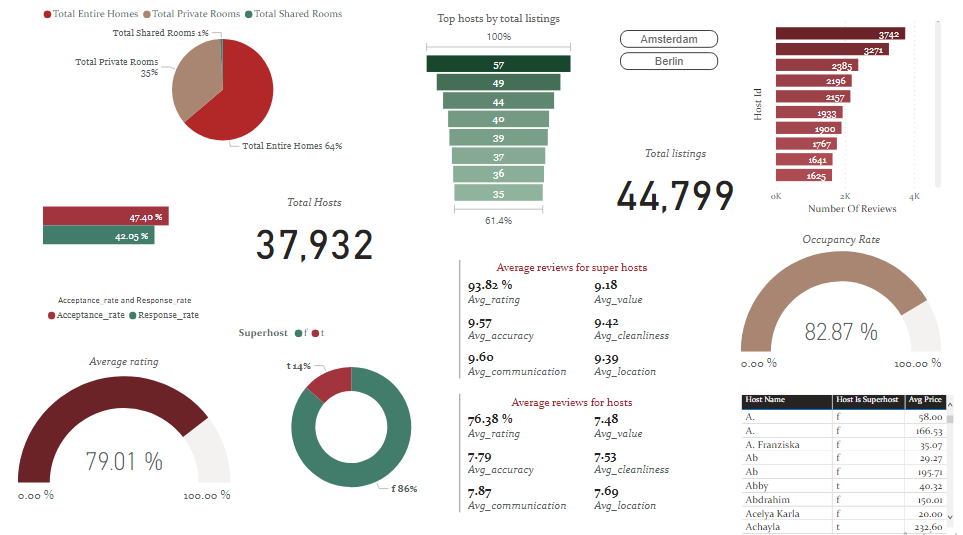 Total Entire Homes Total Private Rooms Total Shared Rooms
Total Shared Rooms 1%
Total Private Rooms
35%
Total Entire Homes 64%
Top hosts by total listings
100%
57
49
44
40
39
37
36
35
61.4%
Amsterdam
Berlin
Host Id
3742
3271
2385
2196
2157
1933
1900
1767
1641
1625
0K 2K 4K
Number Of Reviews
Total listings
44,799
Total Hosts
37,932
47.40 %
42.05 %
Acceptance_rate and Response_rate
Acceptance_rate Response_rate
Average rating
79.01 %
0.00 % 100.00 %
Superhost f t
t 14%
f 86%
Average reviews for super hosts
93.82 % 9.18
Avg_rating Avg_value
9.57 9.42
Avg_accuracy Avg_cleanliness
9.60 9.39
Avg_communication Avg_location
Average reviews for hosts
76.38 % 7.48
Avg_rating Avg_value
7.79 7.53
Avg_accuracy Avg_cleanliness
7.87 7.69
Avg_communication Avg_location
Occupancy Rate
82.87 %
0.00 % 100.00 %
Host Name Host Is Superhost Avg Price
A. f 58.00
A. f 166.53
A. Franziska f 35.07
Ab f 29.27
Ab f 195.71
Abby t 40.32
Abdrahim f 150.01
Acelya Karla f 20.00
Achayla t 232.60